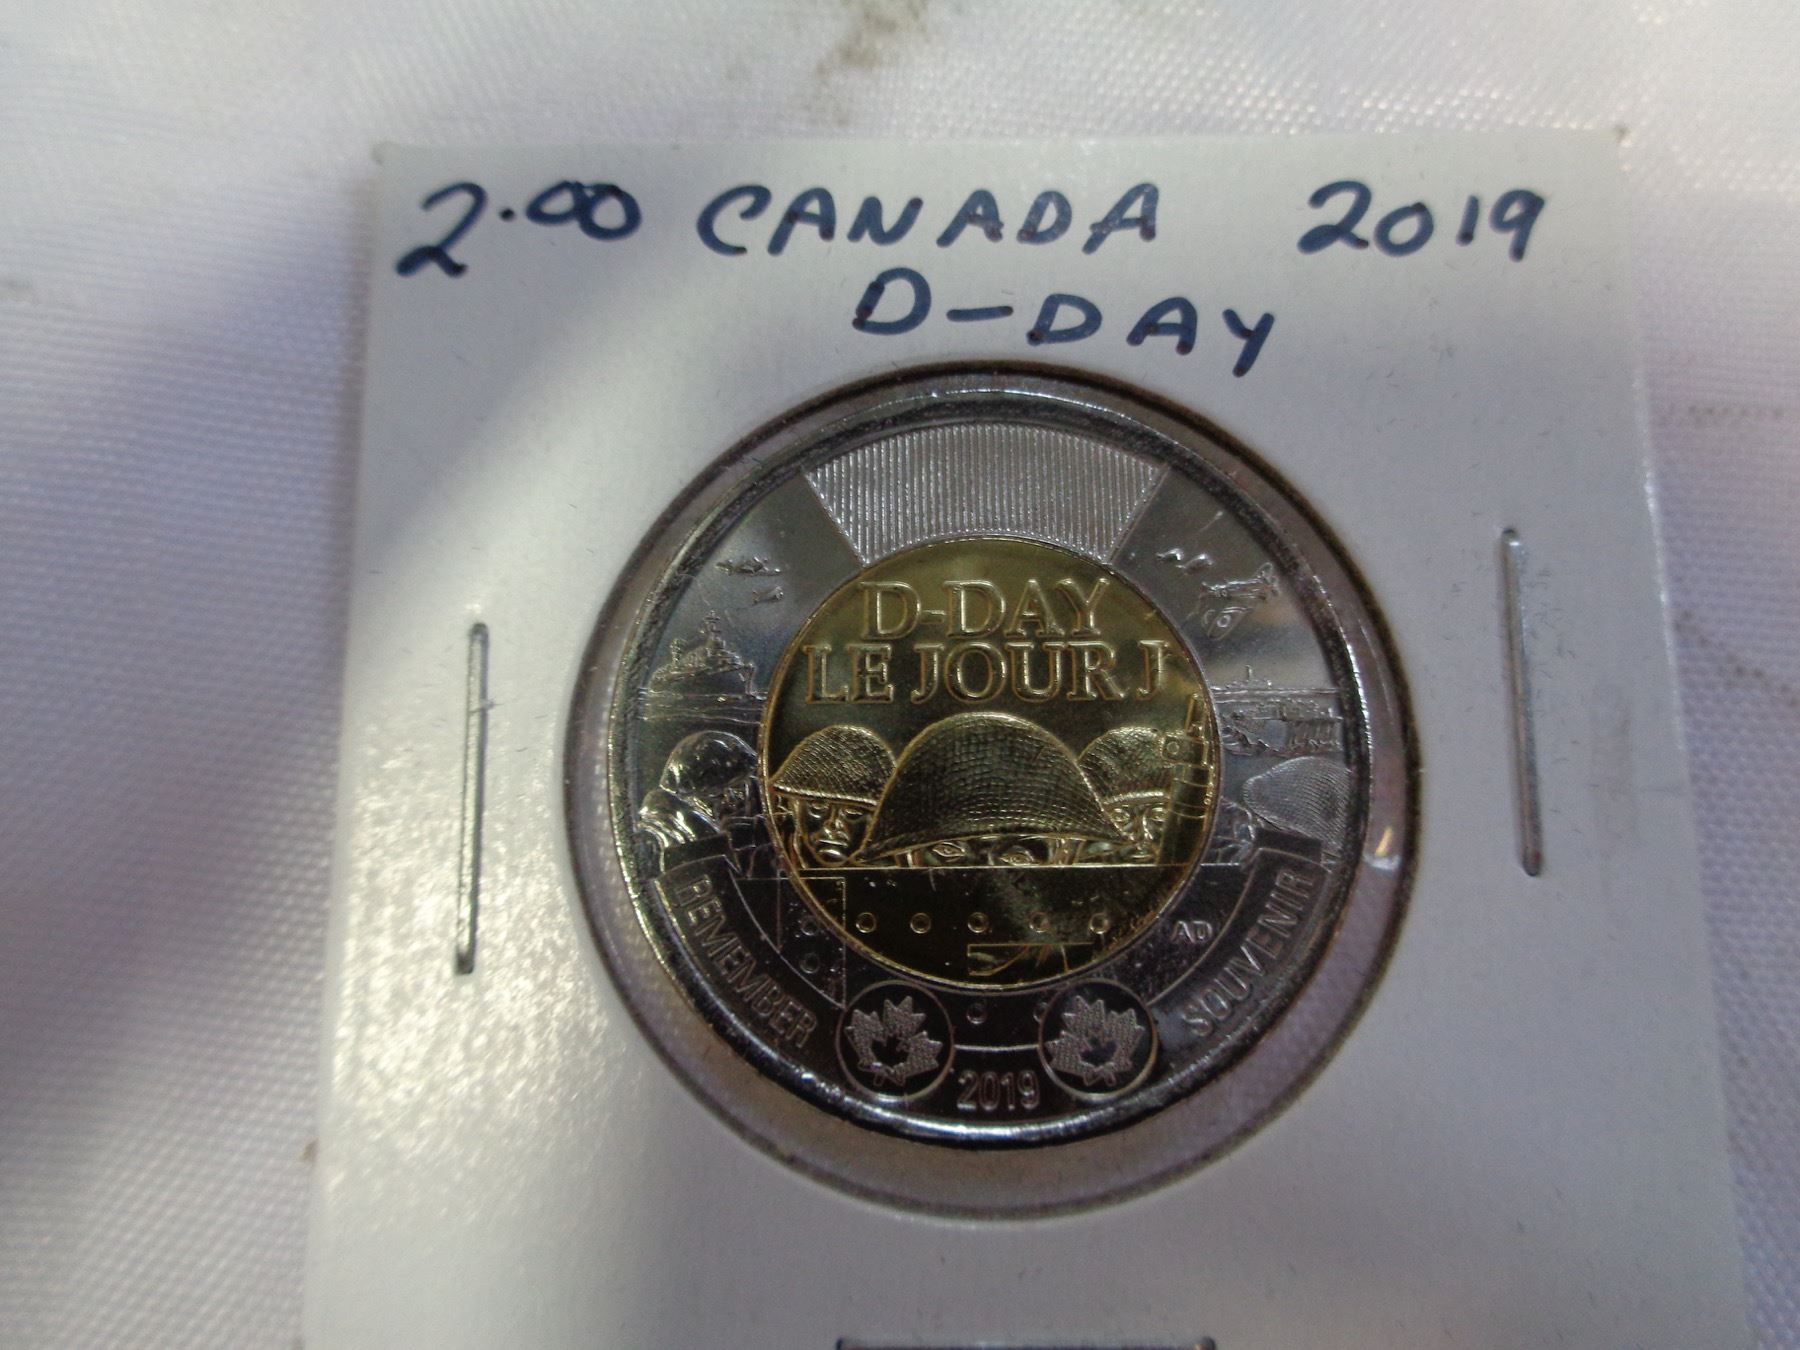 2.00 CANADA 2019
D-DAY
D-DAY
LE JOUR J
AD
REMEMBER
SOUVENIR
2019